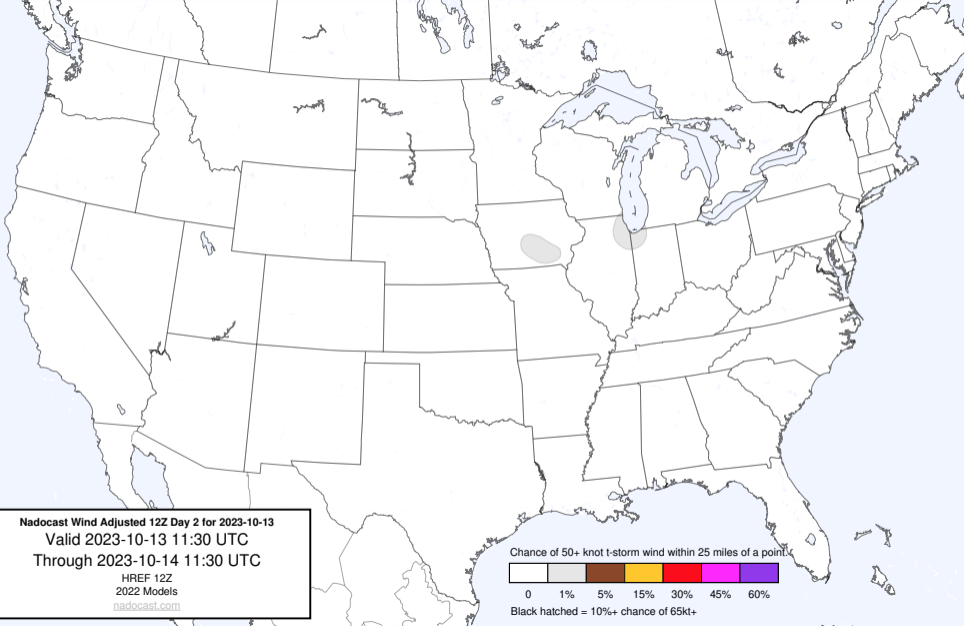 Nadocast Wind Adjusted 12Z Day 2 for 2023-10-13
Valid 2023-10-13 11:30 UTC
Through 2023-10-14 11:30 UTC
HREF 12Z
2022 Models
nadocast.com
Chance of 50+ knot t-storm wind within 25 miles of a point.
0 1% 5% 15% 30% 45% 60%
Black hatched = 10%+ chance of 65kt+